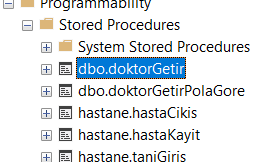 Programmability
Stored Procedures
System Stored Procedures
dbo.doktorGetir
dbo.doktorGetirPolaGore
hastane.hastaCikis
hastane.hastaKayit
hastane.taniGiris